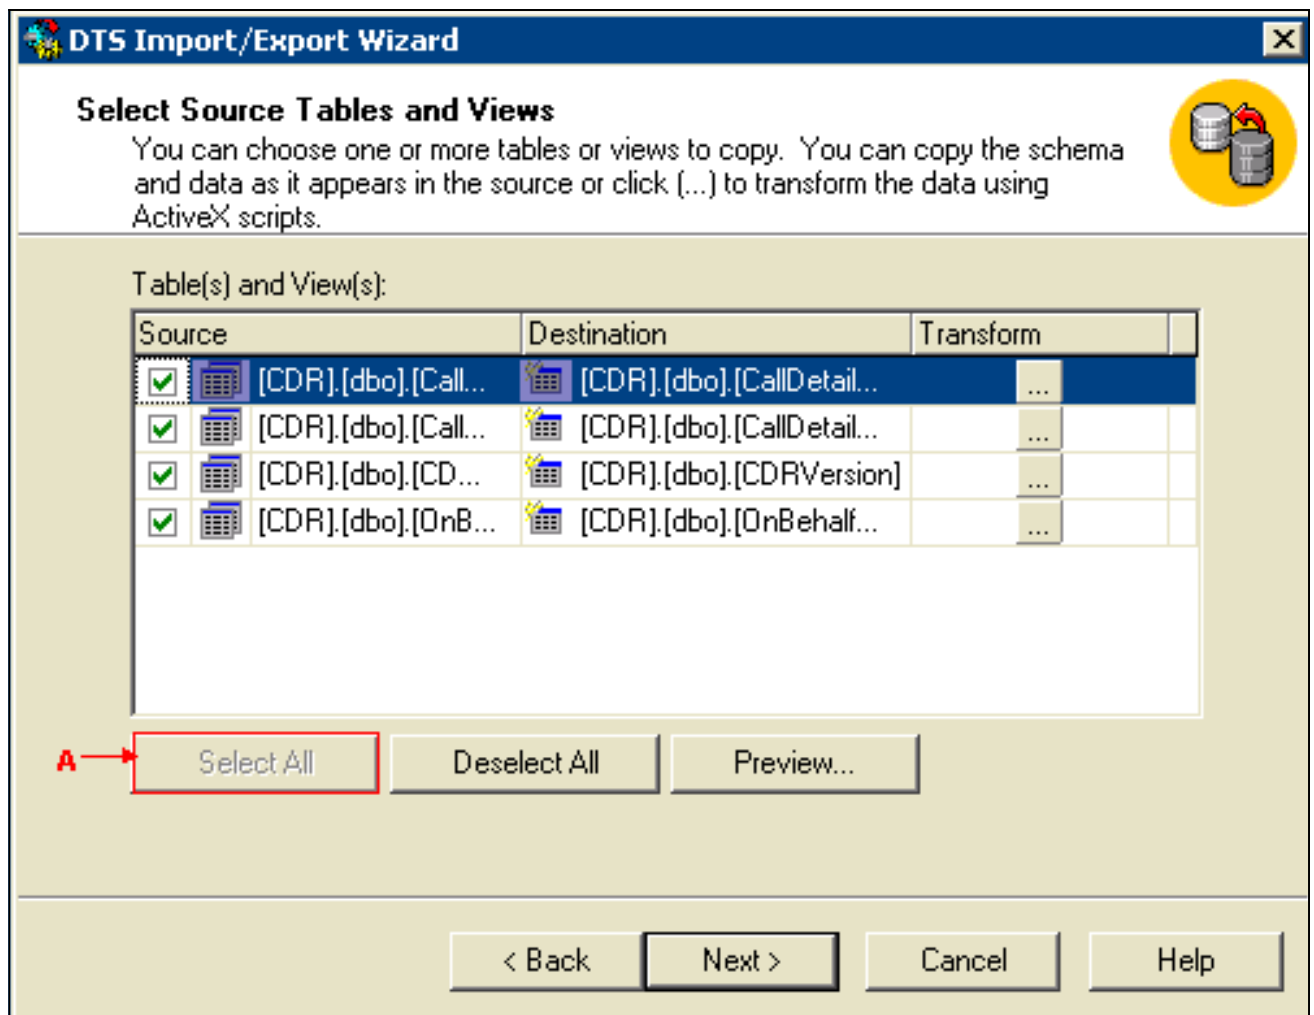 DTS Import/Export Wizard
Select Source Tables and Views
You can choose one or more tables or views to copy. You can copy the schema
and data as it appears in the source or click (...) to transform the data using
ActiveX scripts.
Table(s) and View(s):
Source Destination Transform
[CDR].[dbo].[Call... [CDR].[dbo].[CallDetail... ...
[CDR].[dbo].[Call... [CDR].[dbo].[CallDetail... ...
[CDR].[dbo].[CD... [CDR].[dbo].[CDRVersion] ...
[CDR].[dbo].[OnB... [CDR].[dbo].[OnBehalf... ...
A Select All Deselect All Preview...
< Back Next > Cancel Help